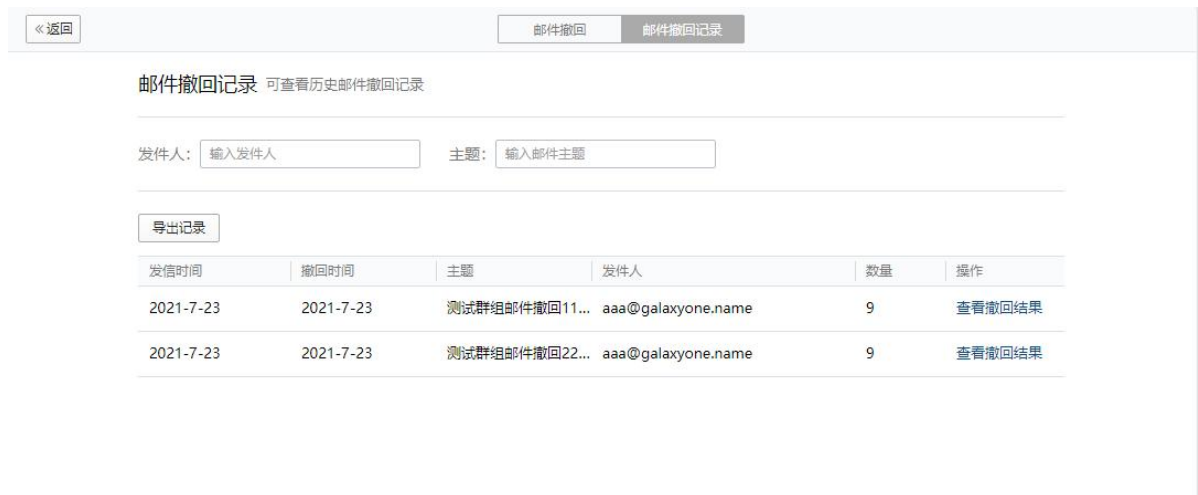 «返回 邮件撤回 邮件撤回记录
邮件撤回记录 可查看历史邮件撤回记录
发件人： 输入发件人 主题： 输入邮件主题
导出记录
发信时间 撤回时间 主题 发件人 数量 操作
2021-7-23 2021-7-23 测试群组邮件撤回11... aaa@galaxyone.name 9 查看撤回结果
2021-7-23 2021-7-23 测试群组邮件撤回22... aaa@galaxyone.name 9 查看撤回结果